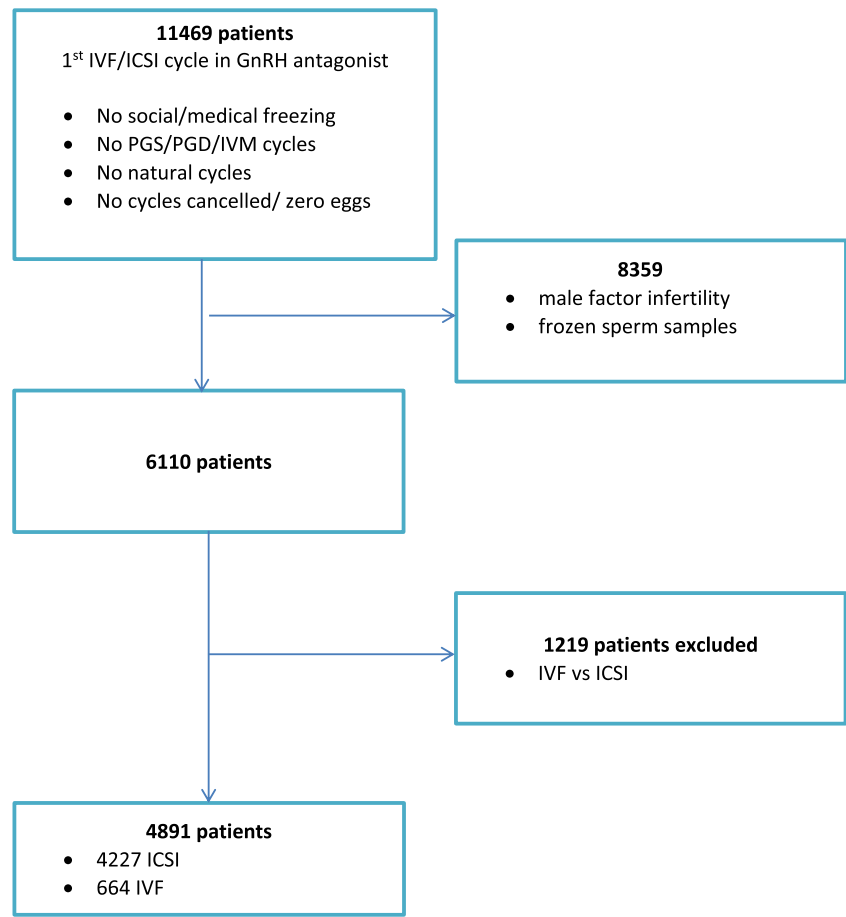 11469 patients
1st IVF/ICSI cycle in GnRH antagonist
• No social/medical freezing
• No PGS/PGD/IVM cycles
• No natural cycles
• No cycles cancelled/ zero eggs
8359
• male factor infertility
• frozen sperm samples
6110 patients
1219 patients excluded
• IVF vs ICSI
4891 patients
• 4227 ICSI
• 664 IVF